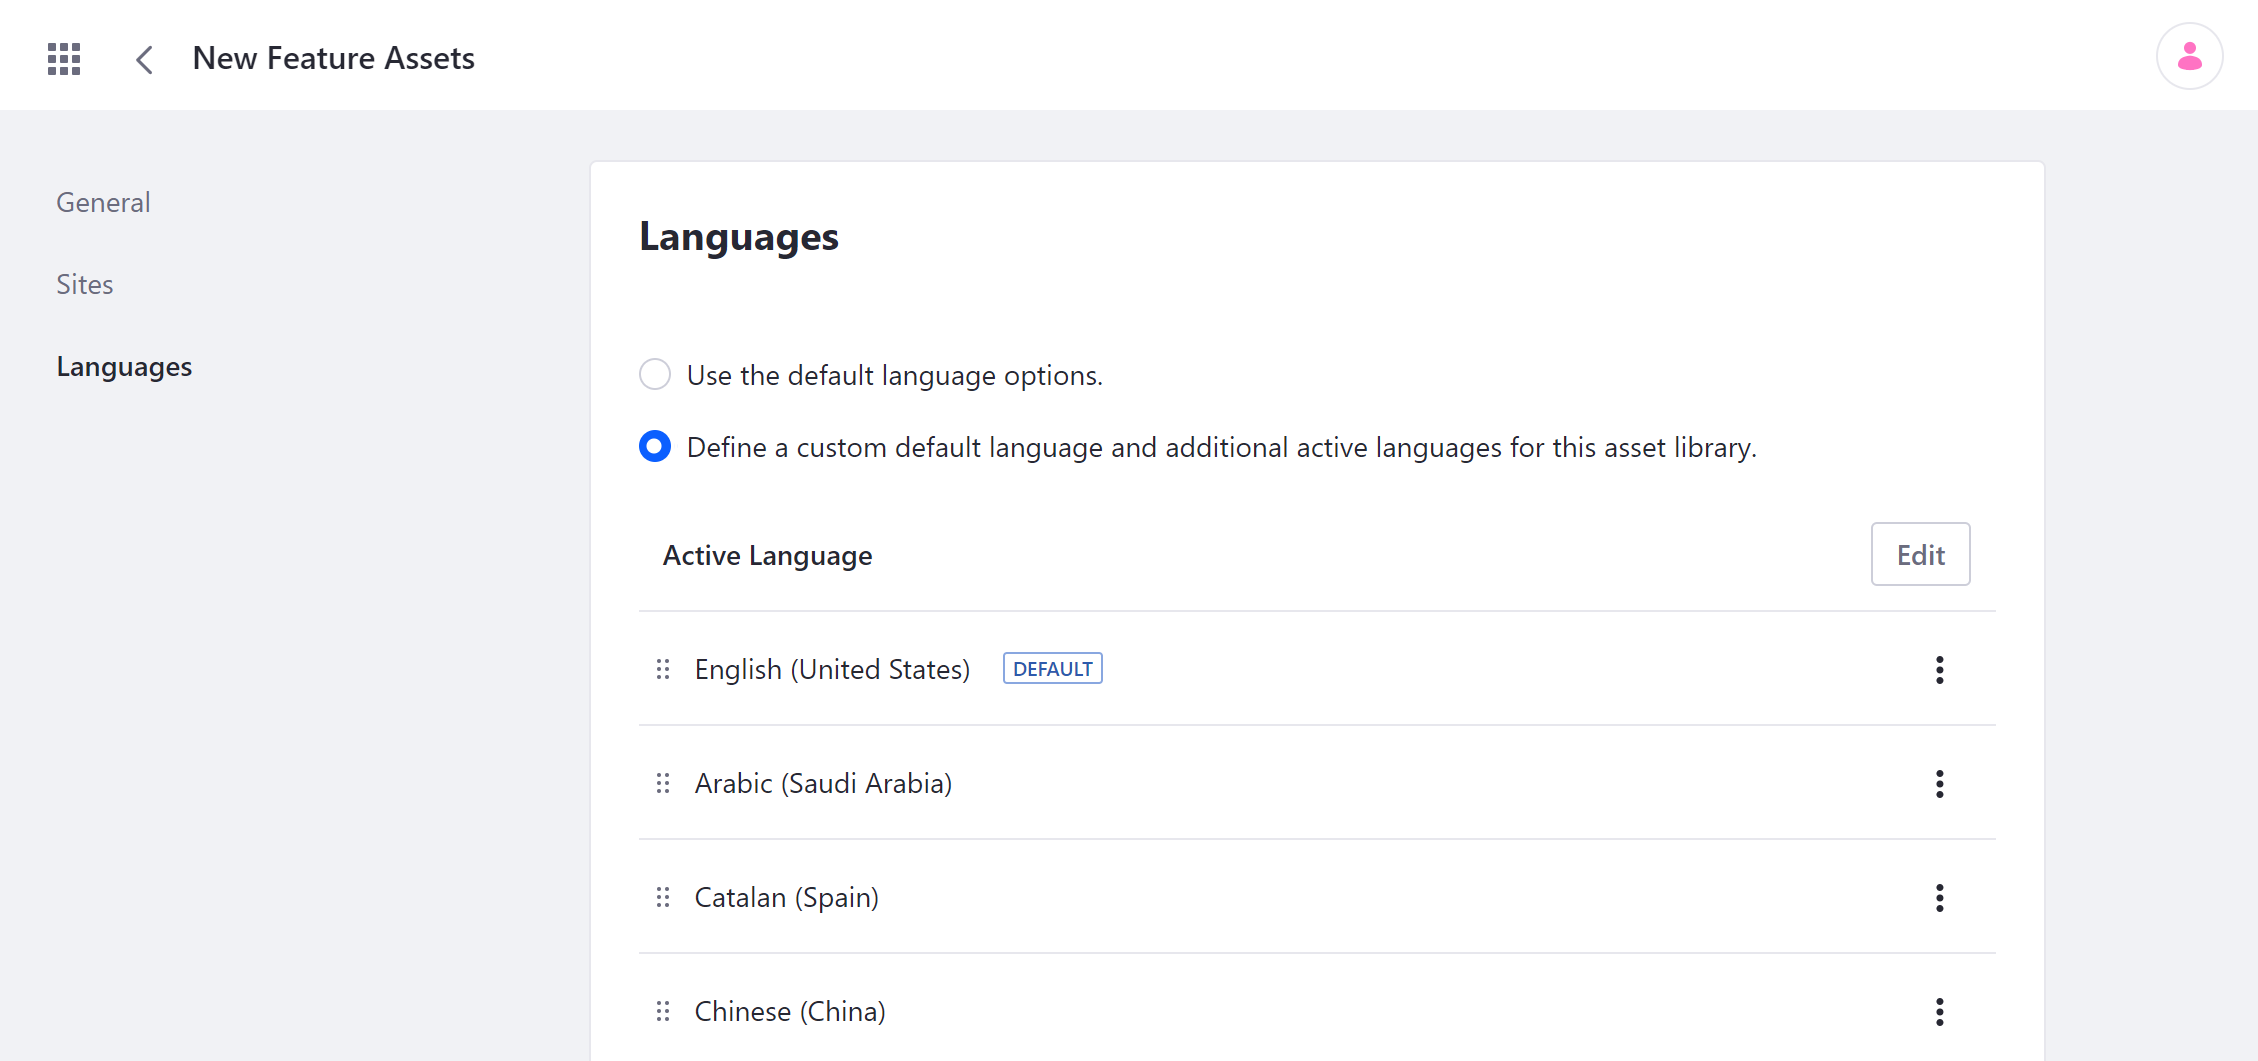 New Feature Assets
General
Sites
Languages
Languages
Use the default language options.
Define a custom default language and additional active languages for this asset library.
Active Language
Edit
English (United States) DEFAULT
Arabic (Saudi Arabia)
Catalan (Spain)
Chinese (China)